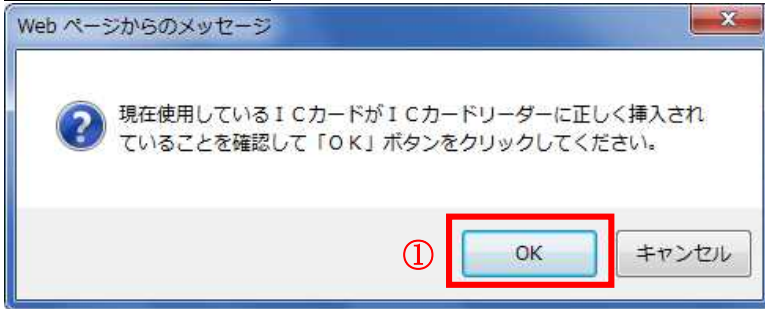 Web ページからのメッセージ
現在使用しているＩＣカードがＩＣカードリーダーに正しく挿入され
ていることを確認して「ＯＫ」ボタンをクリックしてください。
① OK キャンセル